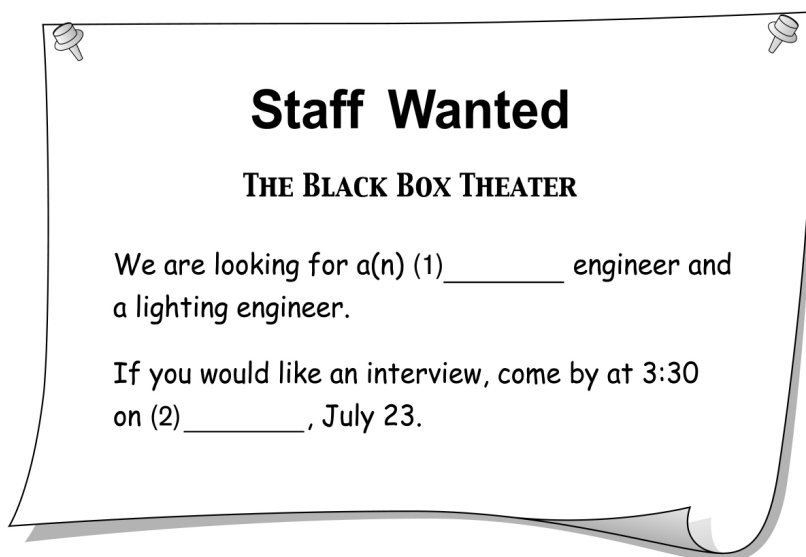 Staff Wanted
THE BLACK BOX THEATER
We are looking for a(n) (1)________ engineer and
a lighting engineer.
If you would like an interview, come by at 3:30
on (2)________, July 23.